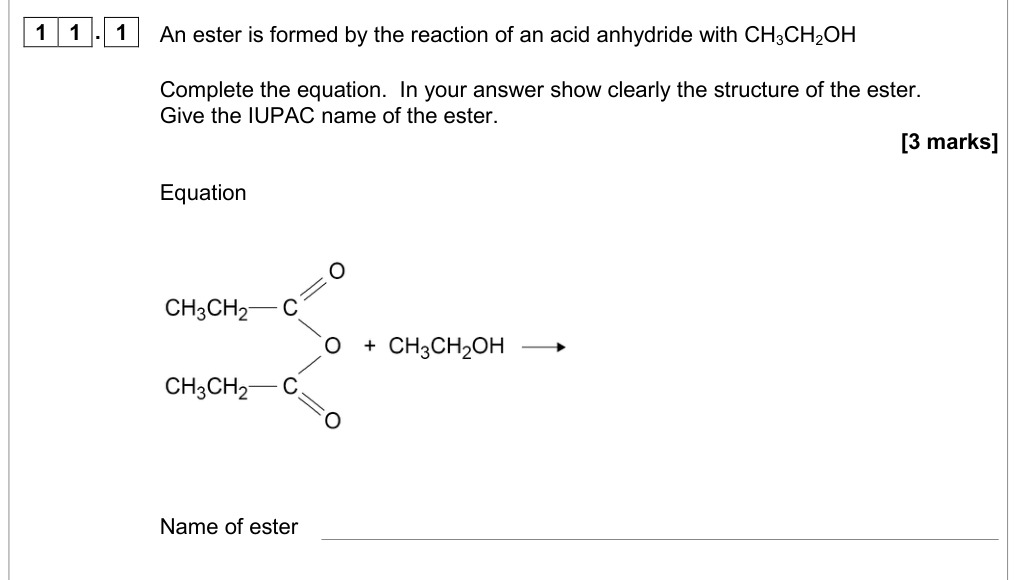 1 1 . 1 An ester is formed by the reaction of an acid anhydride with CH₃CH₂OH
Complete the equation. In your answer show clearly the structure of the ester.
Give the IUPAC name of the ester.
[3 marks]
Equation
O
CH₃CH₂—C
O + CH₃CH₂OH ⟶
CH₃CH₂—C
O
Name of ester